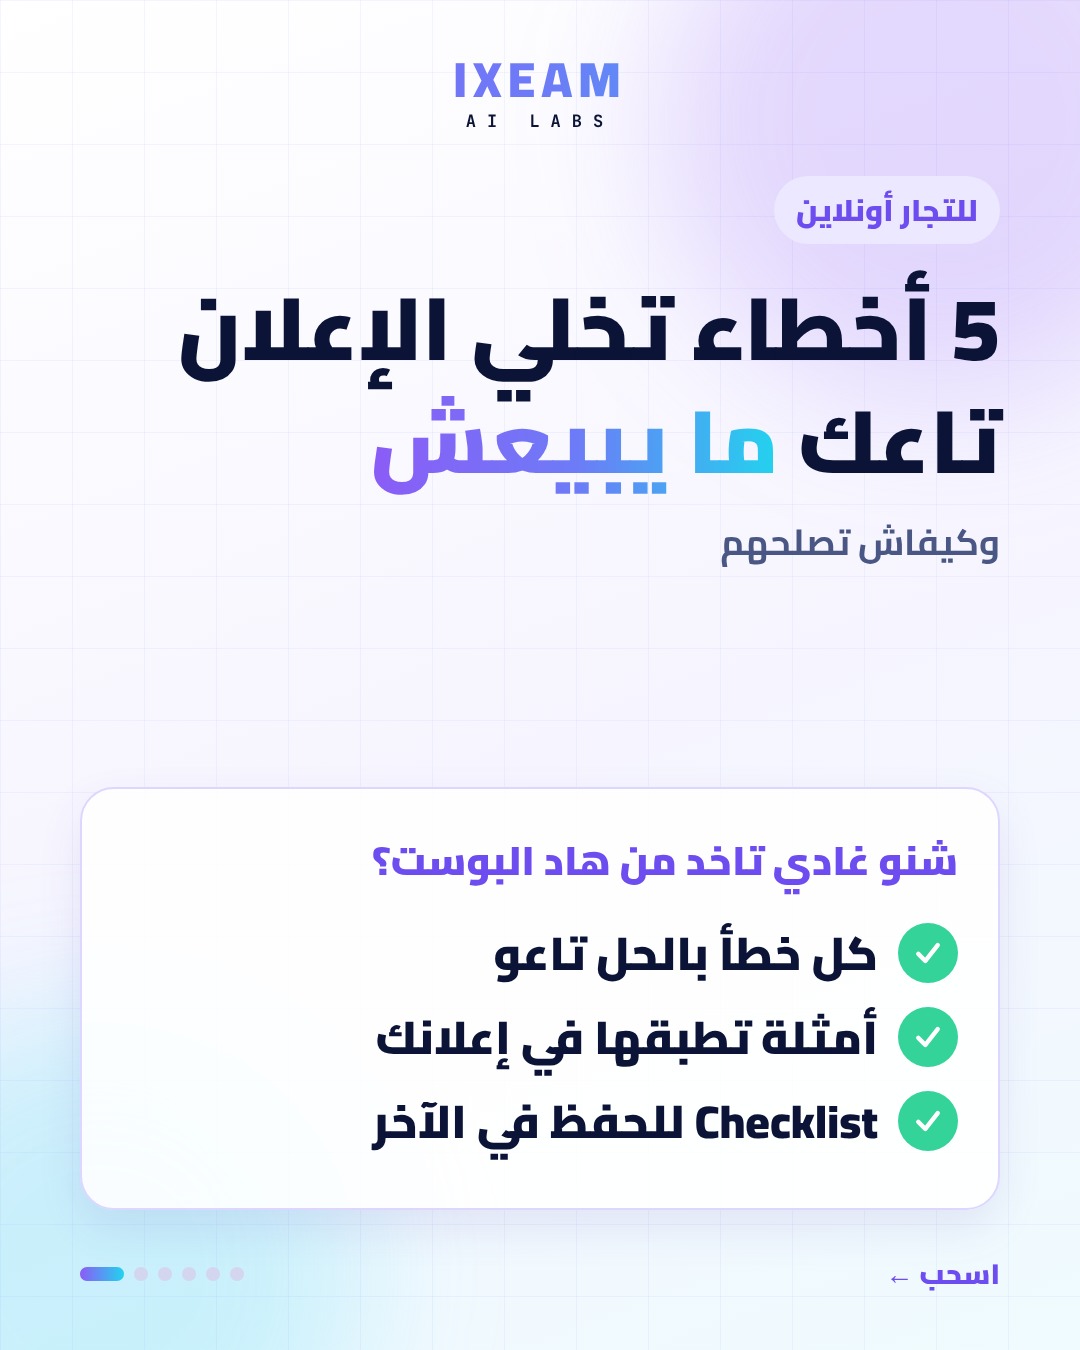 IXEAM
AI LABS
للتجار أونلاين
5 أخطاء تخلي الإعلان
تاعك ما يبيعش
وكيفاش تصلحهم
شنو غادي تاخد من هاد البوست؟
كل خطأ بالحل تاعو
أمثلة تطبقها في إعلانك
Checklist للحفظ في الآخر
اسحب ←